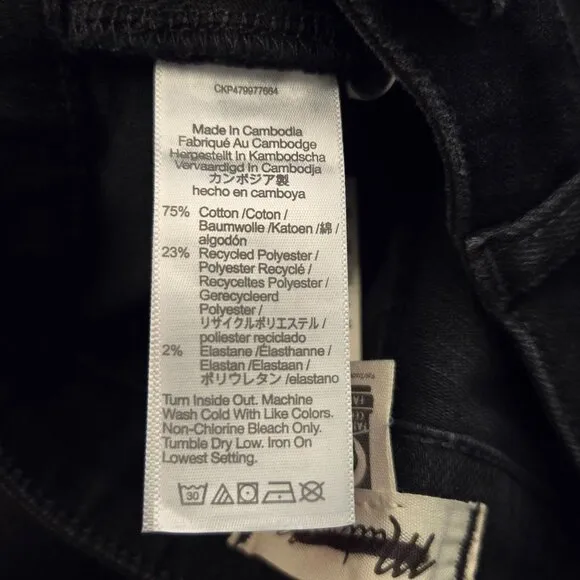 CKP479977664
Made In Cambodia
Fabriqué Au Cambodge
Hergestellt In Kambodscha
Vervaardigd In Cambodja
カンボジア製
hecho en camboya
75% Cotton /Coton /
Baumwolle /Katoen /綿 /
algodón
23% Recycled Polyester /
Polyester Recyclé /
Recyceltes Polyester /
Gerecycleerd
Polyester /
リサイクルポリエステル /
poliester reciclado
2% Elastane /Élasthanne /
Elastan /Elastaan /
ポリウレタン /elastano
Turn Inside Out. Machine
Wash Cold With Like Colors.
Non-Chlorine Bleach Only.
Tumble Dry Low. Iron On
Lowest Setting.
30